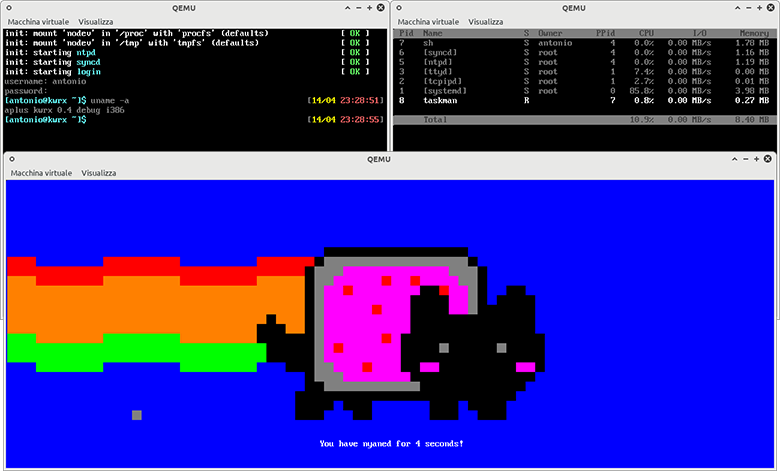 QEMU
Macchina virtuale Visualizza
init: mount 'nodev' in '/proc' with 'procfs' (defaults) [ OK ]
init: mount 'nodev' in '/tmp' with 'tmpfs' (defaults) [ OK ]
init: starting ntpd [ OK ]
init: starting syncd [ OK ]
init: starting login [ OK ]
username: antonio
password:
[antonio@kwrx ~]$ uname -a [14/04 23:28:51]
aplus kwrx 0.4 debug i386
[antonio@kwrx ~]$ [14/04 23:28:55]
QEMU
Macchina virtuale Visualizza
Pid Name S Owner PPid CPU I/O Memory
7 sh S antonio 4 0.0% 0.00 MB/s 1.78 MB
6 [syncd] S root 4 0.0% 0.00 MB/s 1.16 MB
5 [ntpd] S root 4 0.0% 0.00 MB/s 1.19 MB
3 [ttyd] S root 1 7.4% 0.00 MB/s 0.00 MB
2 [tcpipd] S root 1 2.7% 0.00 MB/s 0.01 MB
1 [systemd] S root 0 85.8% 0.00 MB/s 3.98 MB
8 taskman R 7 0.8% 0.00 MB/s 0.27 MB
Total 10.9% 0.00 MB/s 8.40 MB
QEMU
Macchina virtuale Visualizza
You have nyaned for 4 seconds!